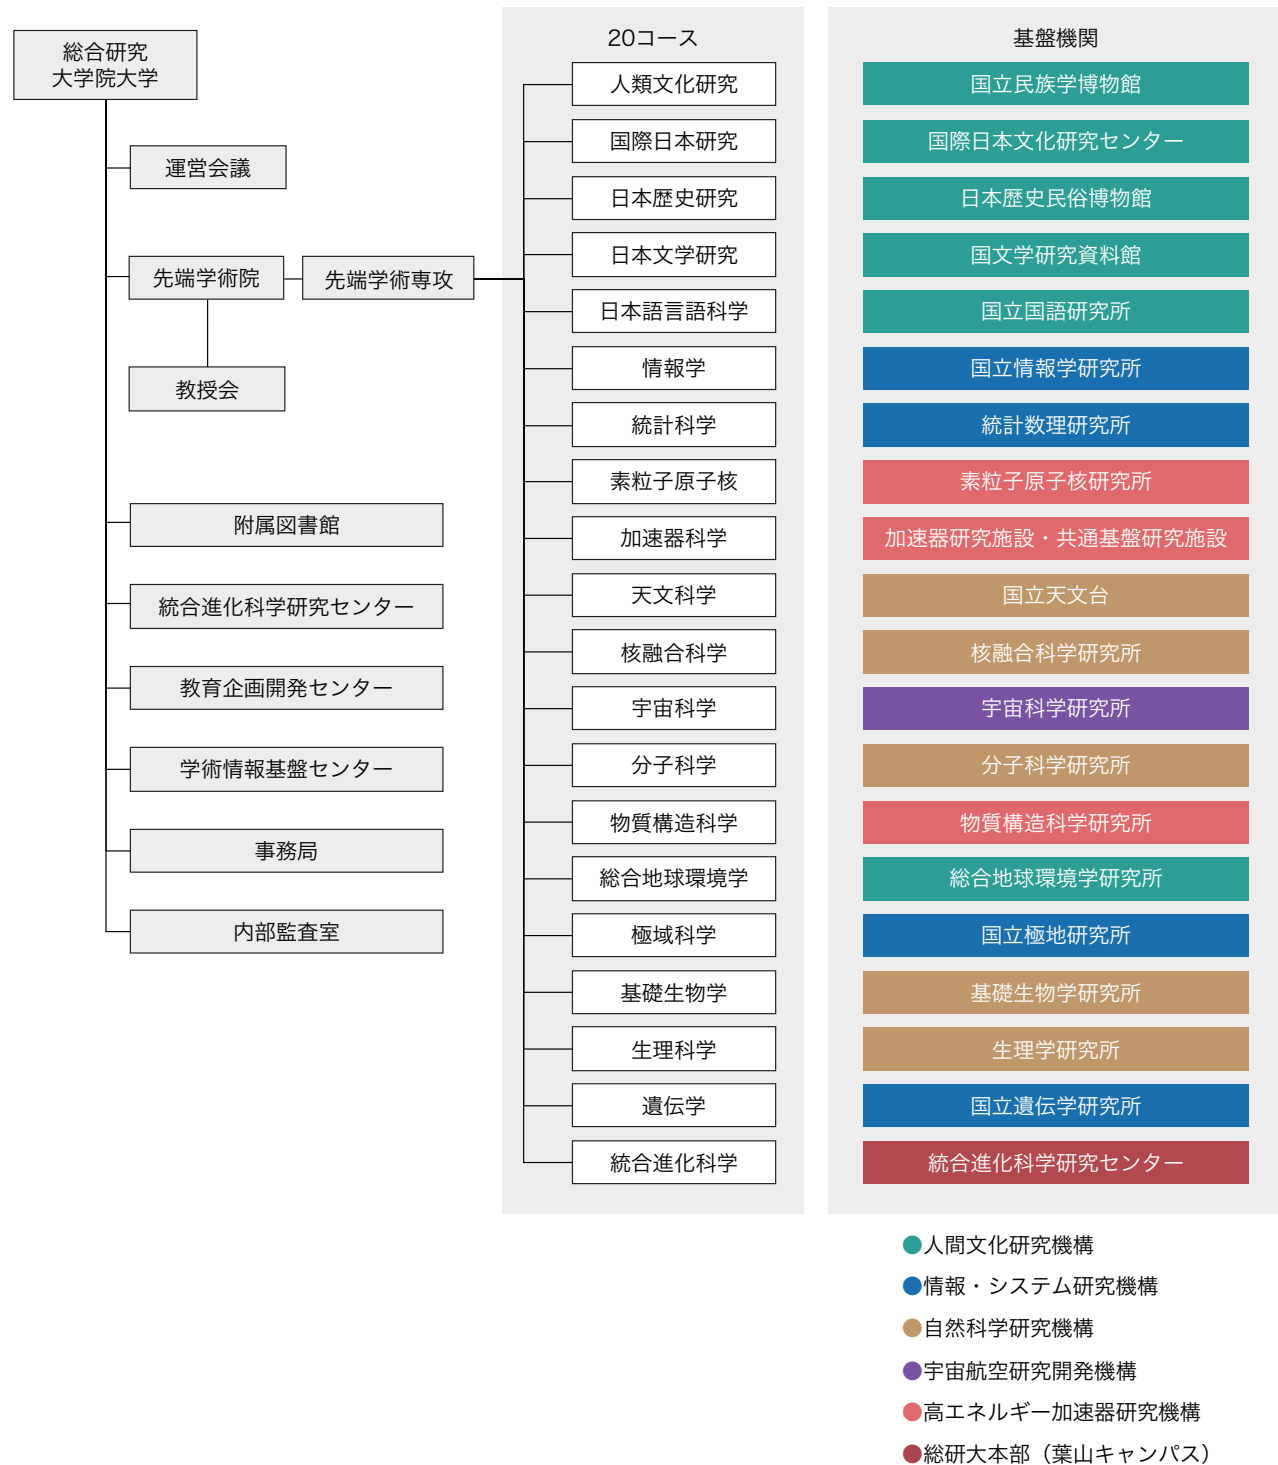 総合研究
大学院大学
運営会議
先端学術院
先端学術専攻
教授会
附属図書館
統合進化科学研究センター
教育企画開発センター
学術情報基盤センター
事務局
内部監査室
20コース
人類文化研究
国際日本研究
日本歴史研究
日本文学研究
日本語言語科学
情報学
統計科学
素粒子原子核
加速器科学
天文科学
核融合科学
宇宙科学
分子科学
物質構造科学
総合地球環境学
極域科学
基礎生物学
生理科学
遺伝学
統合進化科学
基盤機関
国立民族学博物館
国際日本文化研究センター
日本歴史民俗博物館
国文学研究資料館
国立国語研究所
国立情報学研究所
統計数理研究所
素粒子原子核研究所
加速器研究施設・共通基盤研究施設
国立天文台
核融合科学研究所
宇宙科学研究所
分子科学研究所
物質構造科学研究所
総合地球環境学研究所
国立極地研究所
基礎生物学研究所
生理学研究所
国立遺伝学研究所
統合進化科学研究センター
●人間文化研究機構
●情報・システム研究機構
●自然科学研究機構
●宇宙航空研究開発機構
●高エネルギー加速器研究機構
●総研大本部（葉山キャンパス）